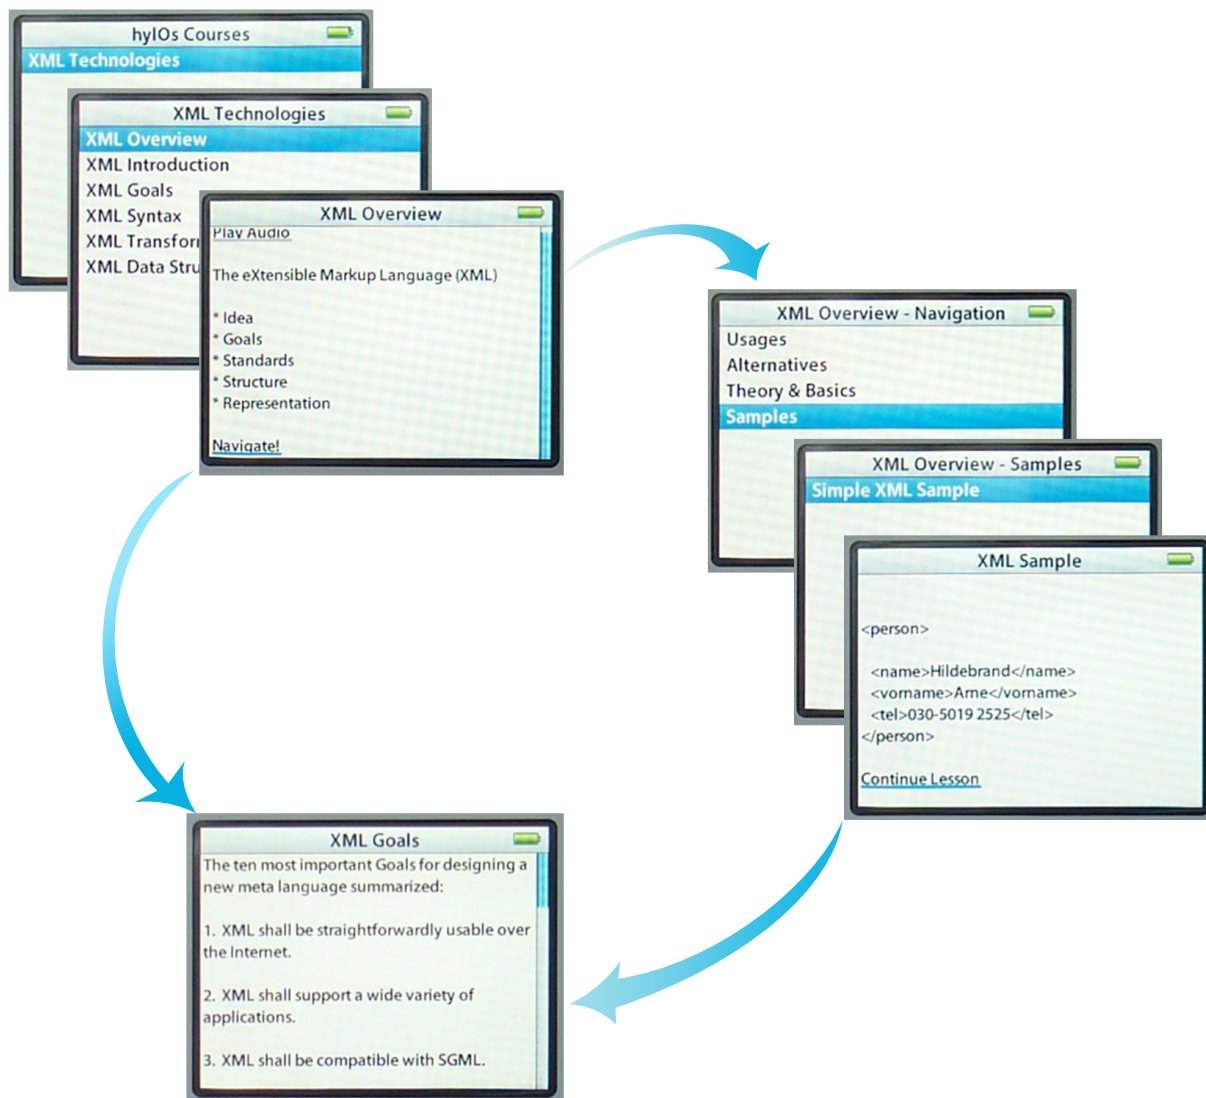 hylOs Courses
XML Technologies
XML Technologies
XML Overview
XML Introduction
XML Goals
XML Syntax
XML Transfor
XML Data Stru
XML Overview
Play Audio
The eXtensible Markup Language (XML)
* Idea
* Goals
* Standards
* Structure
* Representation
Navigate!
XML Overview - Navigation
Usages
Alternatives
Theory & Basics
Samples
XML Overview - Samples
Simple XML Sample
XML Sample
<person>
<name>Hildebrand</name>
<vorname>Arne</vorname>
<tel>030-5019 2525</tel>
</person>
Continue Lesson
XML Goals
The ten most important Goals for designing a
new meta language summarized:
1. XML shall be straightforwardly usable over
the Internet.
2. XML shall support a wide variety of
applications.
3. XML shall be compatible with SGML.